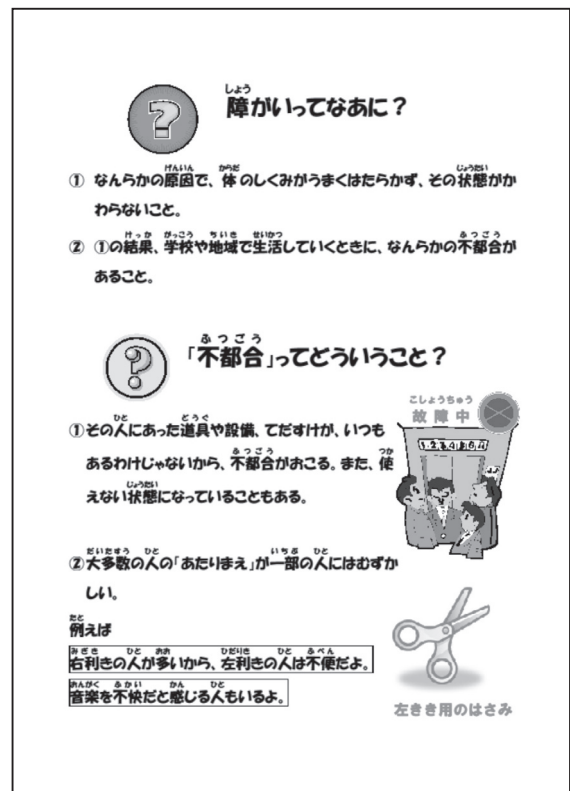 障がいってなあに?
① なんらかの原因で、体のしくみがうまくはたらかず、その状態がか
わらないこと。
② ①の結果、学校や地域で生活していくときに、なんらかの不都合が
あること。
「不都合」ってどういうこと?
①その人にあった道具や設備、てだすけが、いつも
あるわけじゃないから、不都合がおこる。また、使
えない状態になっていることもある。
故障中
②大多数の人の「あたりまえ」が一部の人にはむずか
しい。
例えば
右利きの人が多いから、左利きの人は不便だよ。
音楽を不快だと感じる人もいるよ。
左きき用のはさみ